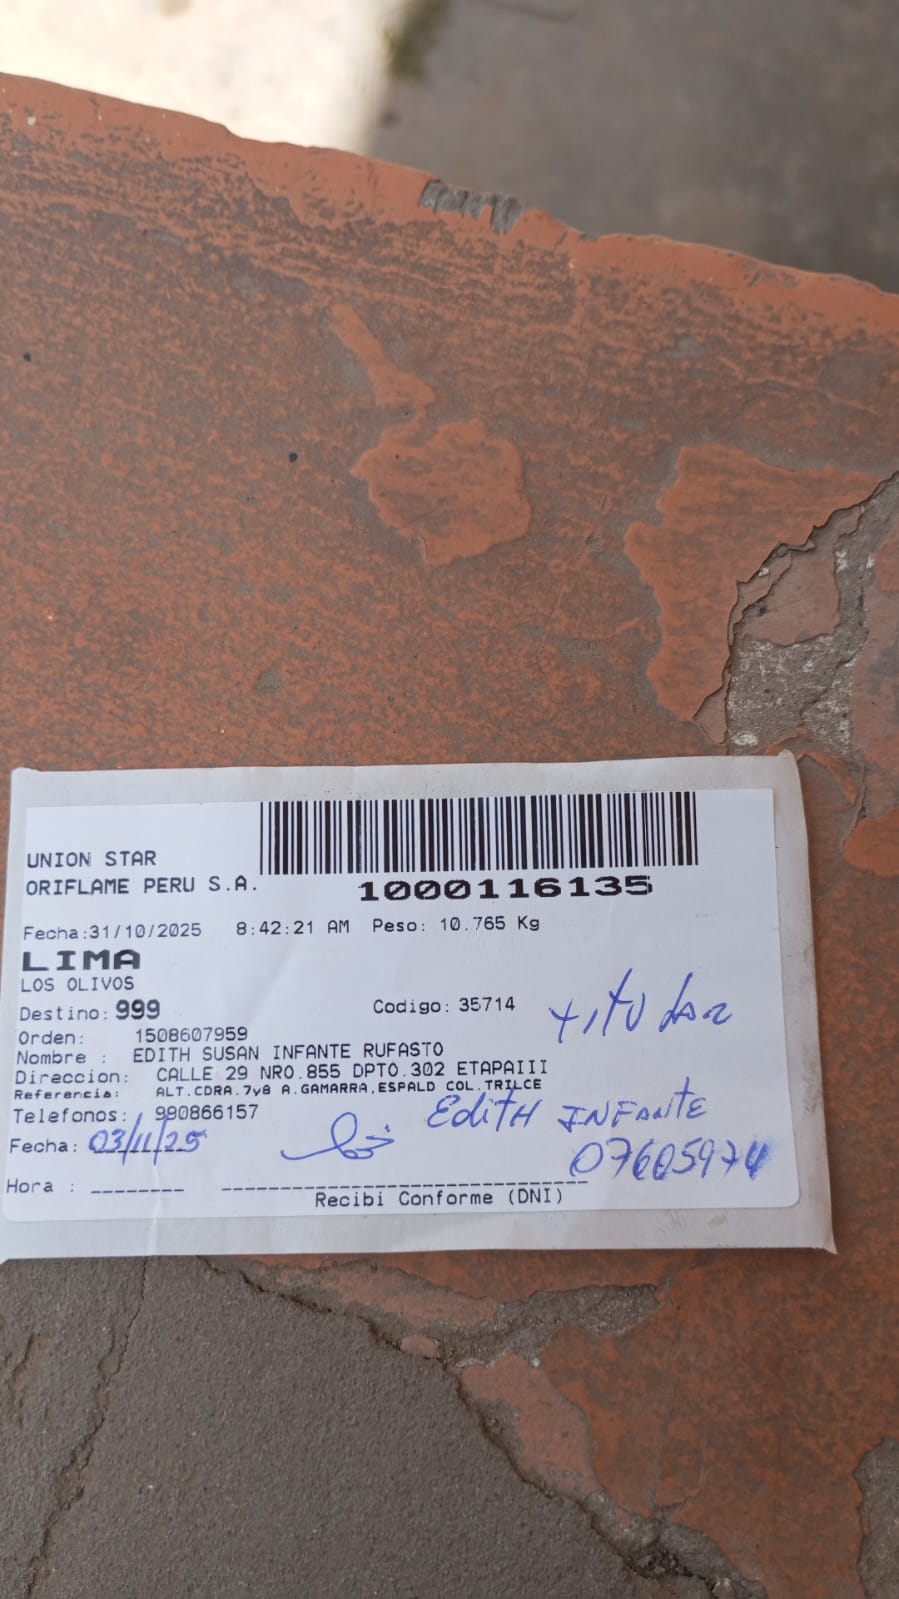 UNION STAR
ORIFLAME PERU S.A.
1000116135
Fecha:31/10/2025 8:42:21 AM Peso: 10.765 Kg
LIMA
LOS OLIVOS
Destino: 999 Codigo: 35714 titular
Orden: 1508607959
Nombre : EDITH SUSAN INFANTE RUFASTO
Direccion: CALLE 29 NRO.855 DPTO.302 ETAPAIII
Referencia: ALT.CDRA.7y8 A.GAMARRA,ESPALD COL.TRILCE
Telefonos: 980866157 Edith INFANTE
Fecha: 03/11/25 07605974
Hora : ________
Recibi Conforme (DNI)